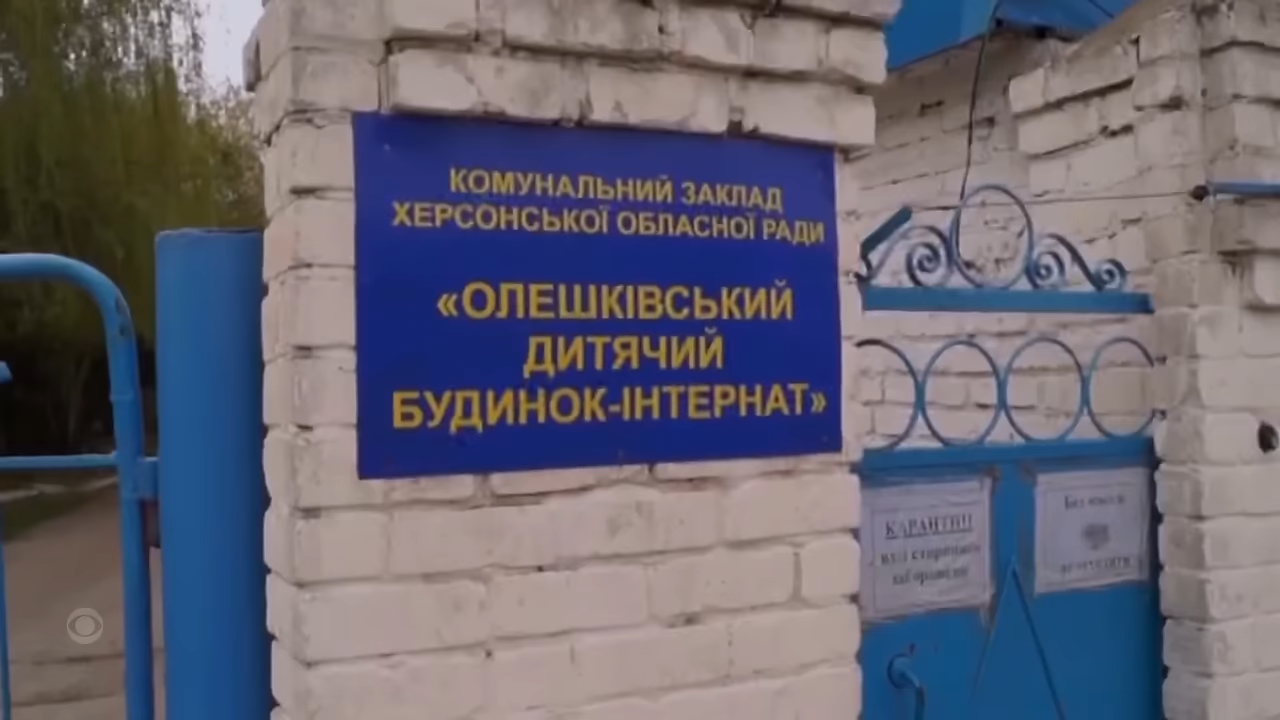 КОМУНАЛЬНИЙ ЗАКЛАД
ХЕРСОНСЬКОЇ ОБЛАСНОЇ РАДИ
«ОЛЕШКІВСЬКИЙ
ДИТЯЧИЙ
БУДИНОК-ІНТЕРНАТ»
КАРАНТИН